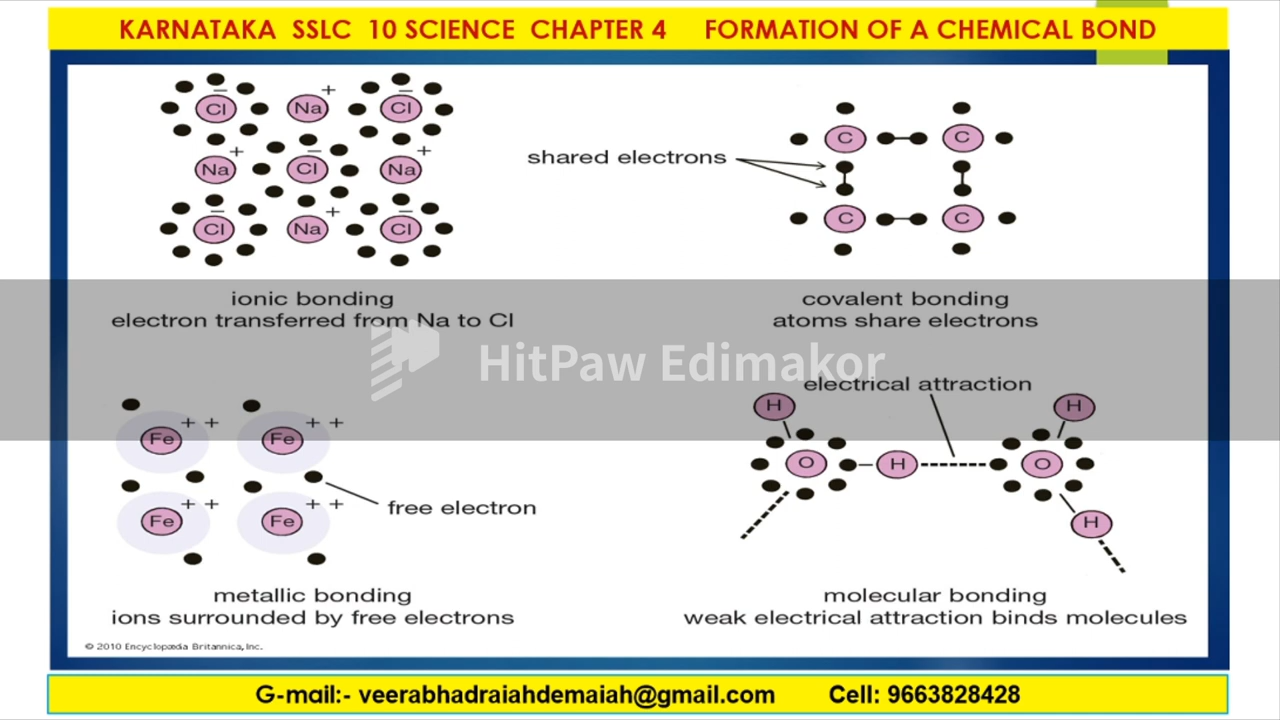 KARNATAKA SSLC 10 SCIENCE CHAPTER 4 FORMATION OF A CHEMICAL BOND
Cl − Na + Cl −
Na + Cl − Na +
Cl − Na + Cl −
ionic bonding
electron transferred from Na to Cl
shared electrons
C C
C C
covalent bonding
atoms share electrons
HitPaw Edimakor
Fe + + Fe + +
Fe + + Fe + +
free electron
metallic bonding
ions surrounded by free electrons
electrical attraction
H H
O H O
H
molecular bonding
weak electrical attraction binds molecules
© 2010 Encyclopædia Britannica, Inc.
G-mail:- veerabhadraiahdemaiah@gmail.com Cell: 9663828428